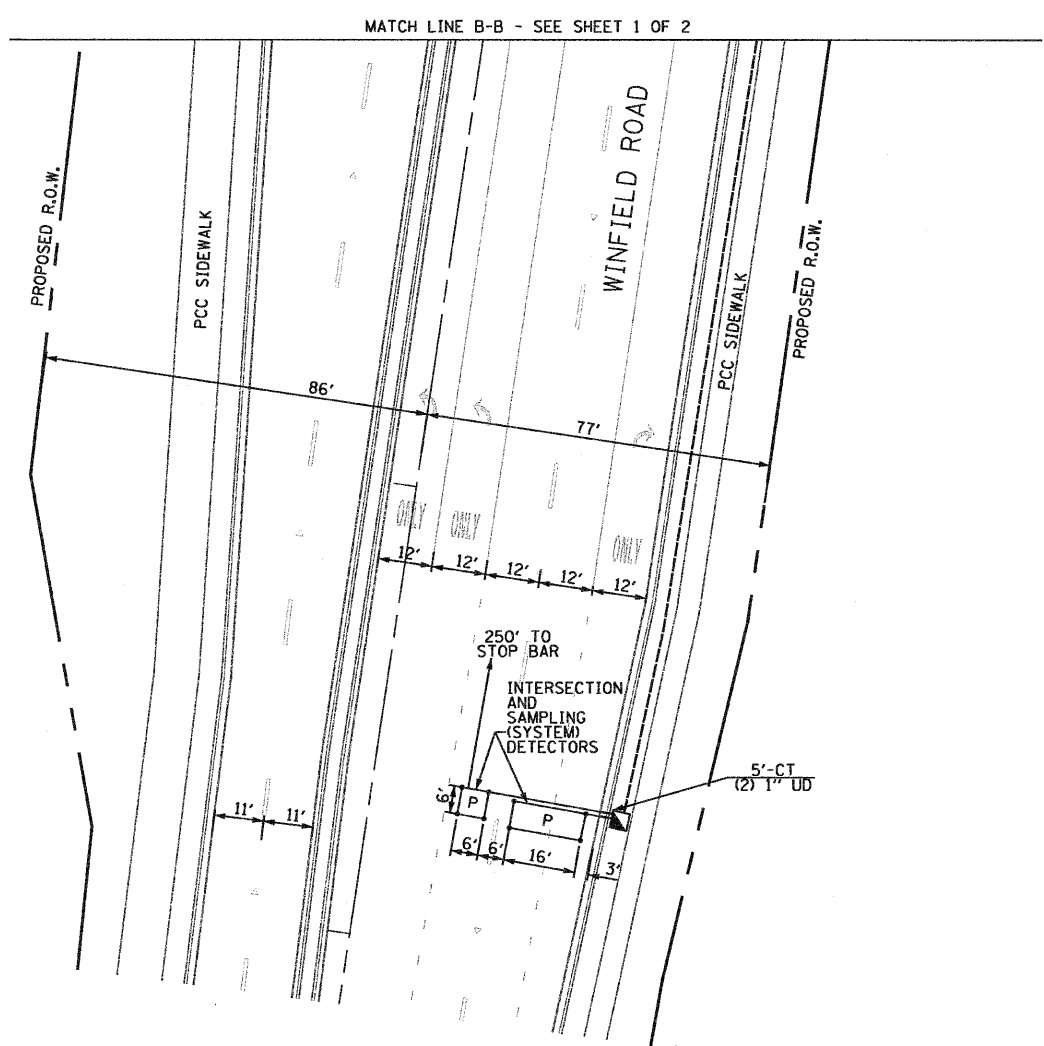 MATCH LINE B-B - SEE SHEET 1 OF 2
PROPOSED R.O.W.
PCC SIDEWALK
WINFIELD ROAD
PCC SIDEWALK
PROPOSED R.O.W.
86'
77'
ONLY
ONLY
ONLY
12'
12'
12'
12'
12'
250' TO
STOP BAR
INTERSECTION
AND
SAMPLING
(SYSTEM)
DETECTORS
5'-CT
(2) 1" UD
11'
11'
6'
P
P
6'
6'
16'
3'